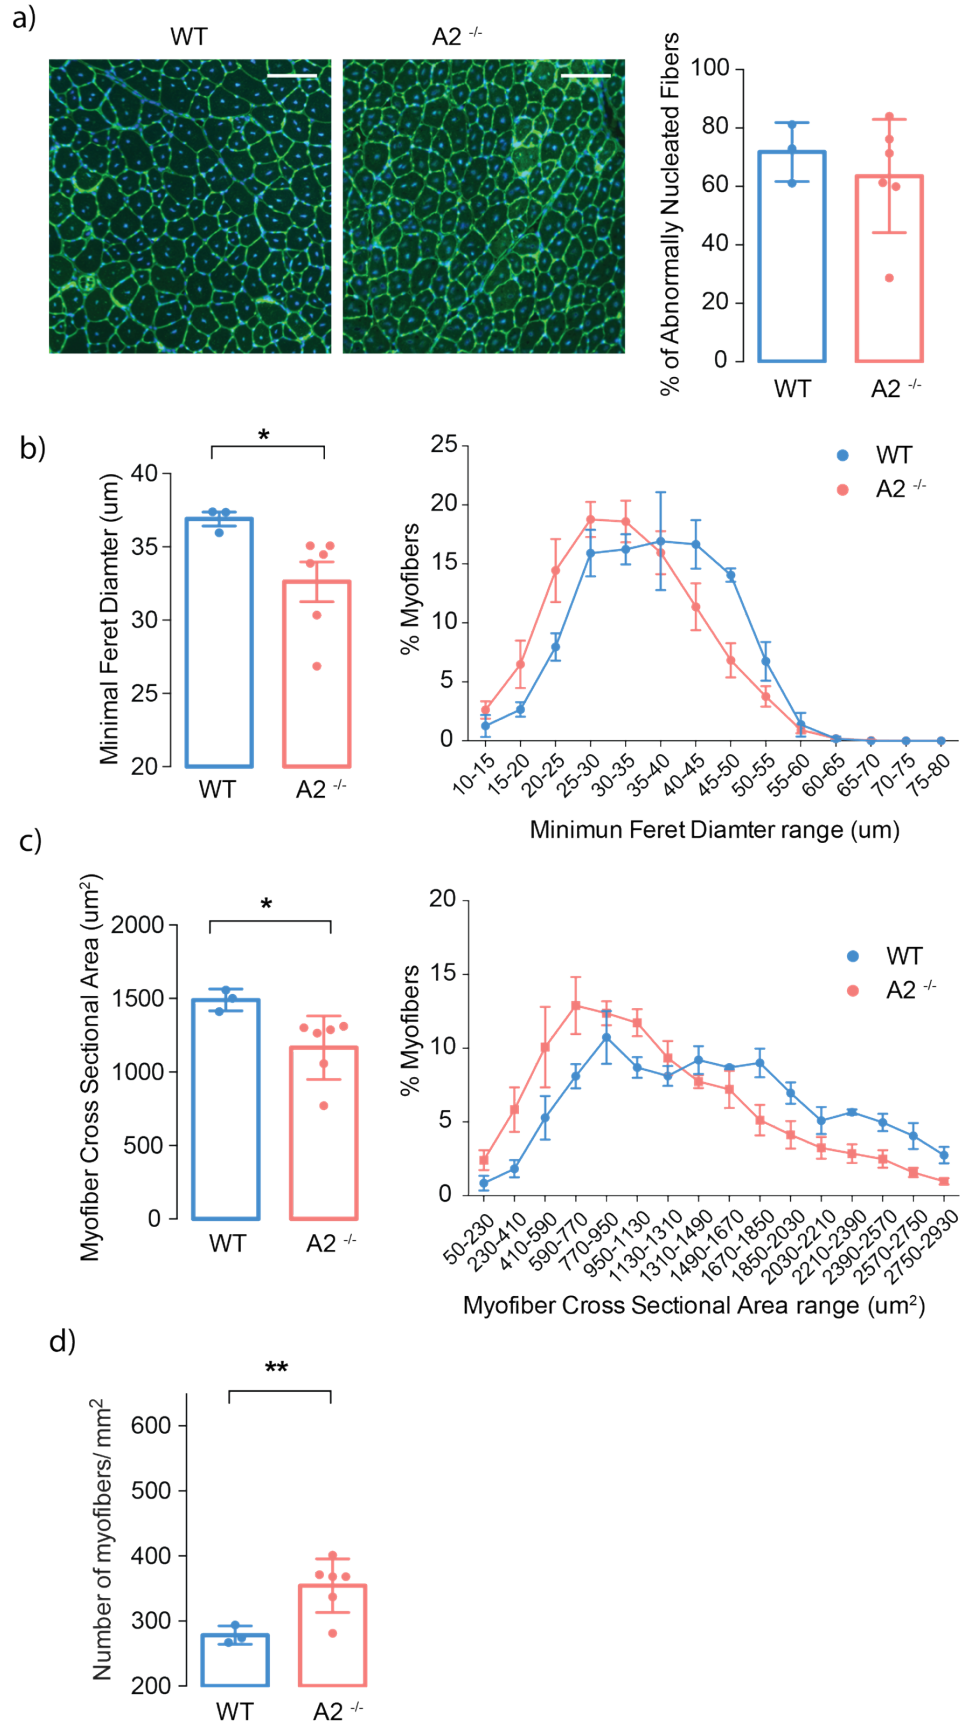 a)
WT
A2 -/-
% of Abnormally Nucleated Fibers
100
80
60
40
20
0
WT
A2 -/-
b)
*
Minimal Feret Diamter (um)
40
35
30
25
20
WT
A2 -/-
% Myofibers
25
20
15
10
5
0
WT
A2 -/-
10-15
15-20
20-25
25-30
30-35
35-40
40-45
45-50
50-55
55-60
60-65
65-70
70-75
75-80
Minimun Feret Diamter range (um)
c)
*
Myofiber Cross Sectional Area (um2)
2000
1500
1000
500
0
WT
A2 -/-
% Myofibers
20
15
10
5
0
WT
A2 -/-
50-230
230-410
410-590
590-770
770-950
950-1130
1130-1310
1310-1490
1490-1670
1670-1850
1850-2030
2030-2210
2210-2390
2390-2570
2570-2750
2750-2930
Myofiber Cross Sectional Area range (um2)
d)
**
Number of myofibers/ mm2
600
500
400
300
200
WT
A2 -/-